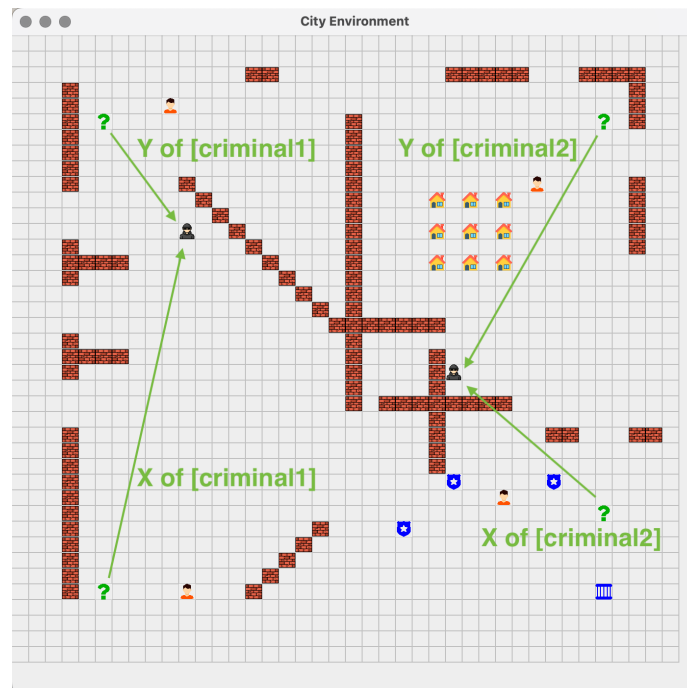 City Environment
?
?
Y of [criminal1]
Y of [criminal2]
X of [criminal1]
?
X of [criminal2]
?